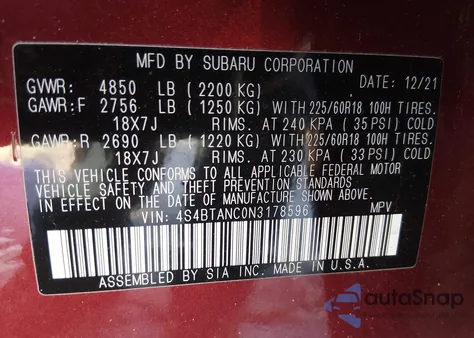 MFD BY SUBARU CORPORATION
GVWR: 4850 LB (2200 KG) DATE: 12/21
GAWR:F 2756 LB (1250 KG) WITH 225/60R18 100H TIRES.
18X7J RIMS. AT 240 KPA (35 PSI) COLD
GAWR:R 2690 LB (1220 KG) WITH 225/60R18 100H TIRES.
18X7J RIMS. AT 230 KPA (33 PSI) COLD
THIS VEHICLE CONFORMS TO ALL APPLICABLE FEDERAL MOTOR
VEHICLE SAFETY AND THEFT PREVENTION STANDARDS IN
EFFECT ON THE DATE OF MANUFACTURE SHOWN ABOVE.
VIN: 4S4BTANC0N3178596 MPV
ASSEMBLED BY SIA INC. MADE IN U.S.A.
autoSnap